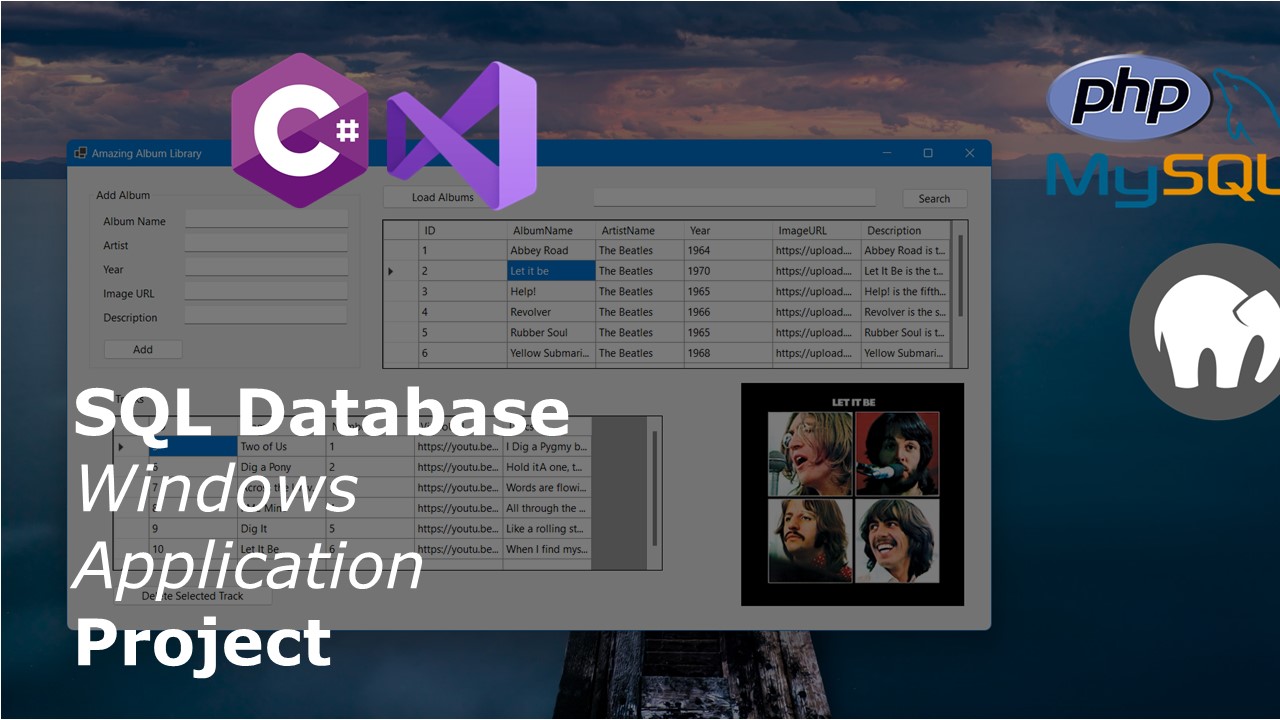 C#
php
MySQL
Amazing Album Library
Add Album
Load Albums
Search
Album Name
Artist
Year
Image URL
Description
Add
ID AlbumName ArtistName Year ImageURL Description
1 Abbey Road The Beatles 1964 https://upload.... Abbey Road is t...
2 Let it be The Beatles 1970 https://upload.... Let It Be is the t...
3 Help! The Beatles 1965 https://upload.... Help! is the fifth...
4 Revolver The Beatles 1966 https://upload.... Revolver is the s...
5 Rubber Soul The Beatles 1965 https://upload.... Rubber Soul is t...
6 Yellow Submari... The Beatles 1968 https://upload.... Yellow Submari...
LET IT BE
Two of Us 1 https://youtu.be... I Dig a Pygmy b...
6 Dig a Pony 2 https://youtu.be... Hold itA one, t...
7 https://youtu.be... Words are flowi...
8 https://youtu.be... All through the ...
9 Dig It 5 https://youtu.be... Like a rolling st...
10 Let It Be 6 https://youtu.be... When I find mys...
Delete Selected Track
SQL Database
Windows
Application
Project